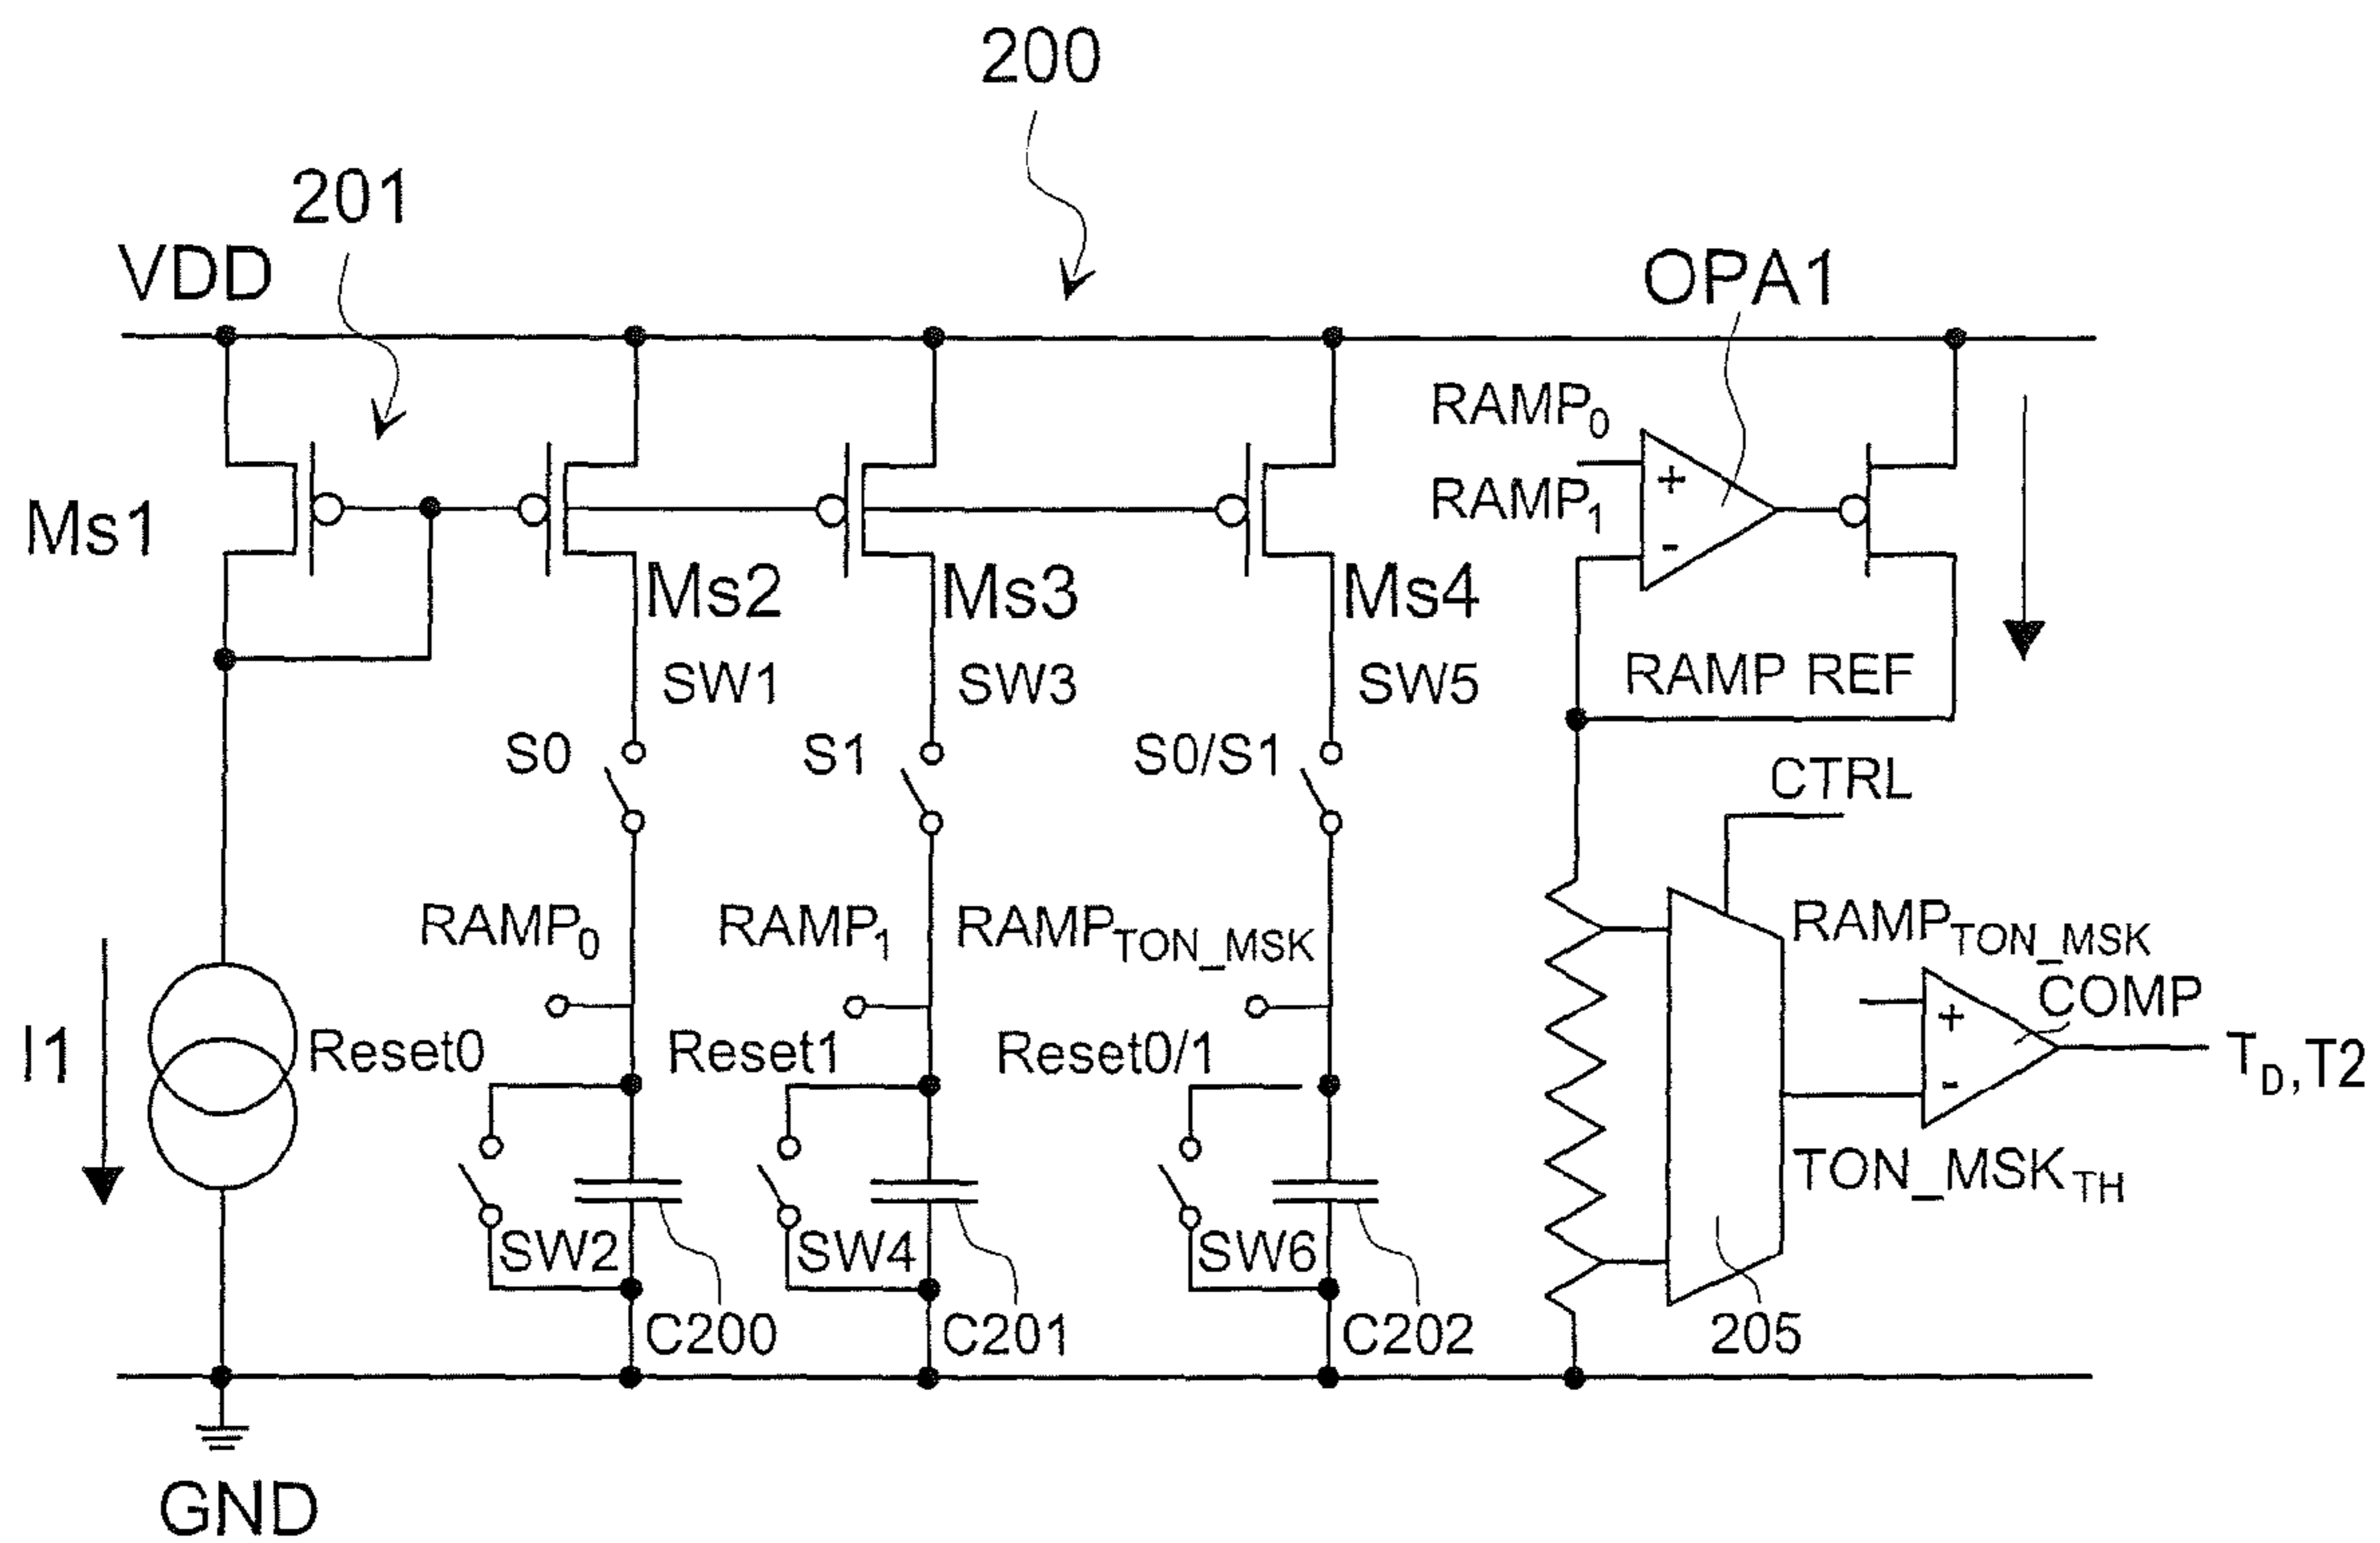 200
201
VDD
OPA1
RAMP0
RAMP1
+
-
Ms1
Ms2
Ms3
Ms4
SW1
SW3
SW5
RAMP REF
S0
S1
S0/S1
CTRL
RAMP0
RAMP1
RAMPTON_MSK
RAMPTON_MSK
COMP
+
-
I1
Reset0
Reset1
Reset0/1
TD,T2
TON_MSKTH
SW2
SW4
SW6
C200
C201
C202
205
GND